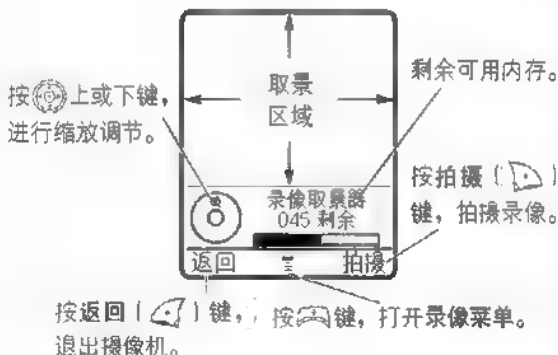 取景
区域
按上或下键，
进行缩放调节。
剩余可用内存。
录像取景器
045 剩余
返回
拍摄
按拍摄（）
键，拍摄录像。
按返回（）键，
退出摄像机。
按键，打开录像菜单。